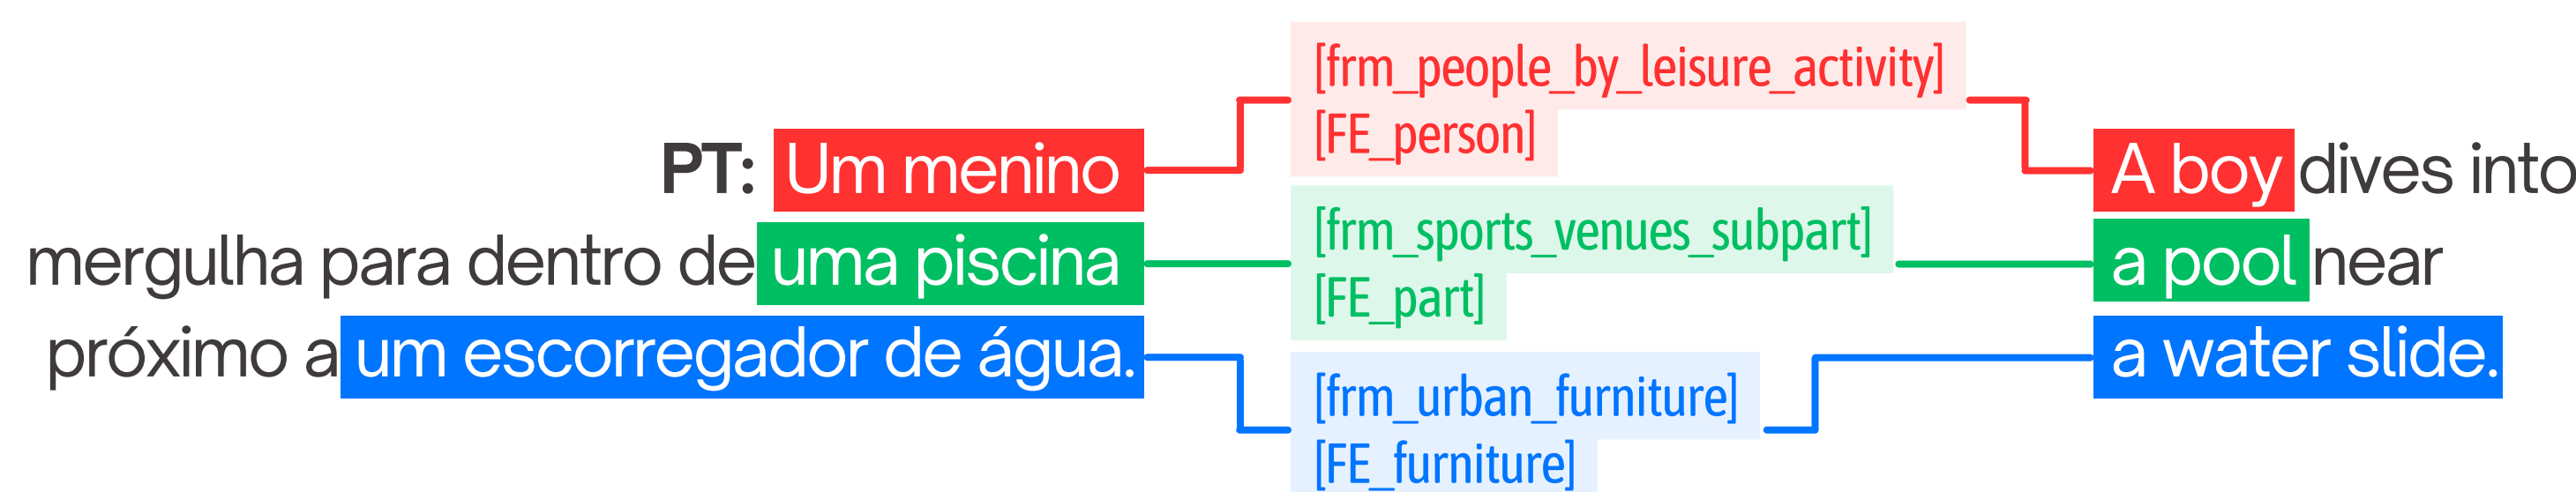 PT: Um menino
mergulha para dentro de uma piscina
próximo a um escorregador de água.
[frm_people_by_leisure_activity]
[FE_person]
[frm_sports_venues_subpart]
[FE_part]
[frm_urban_furniture]
[FE_furniture]
A boy dives into
a pool near
a water slide.